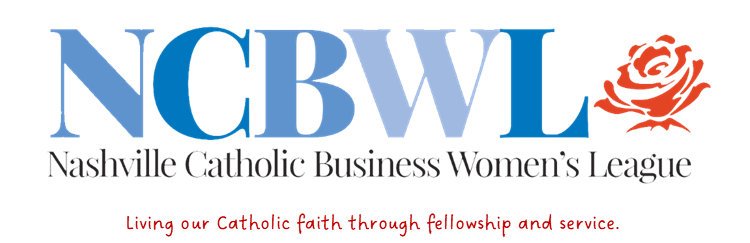 NCBWL
Nashville Catholic Business Women's League
Living our Catholic faith through fellowship and service.